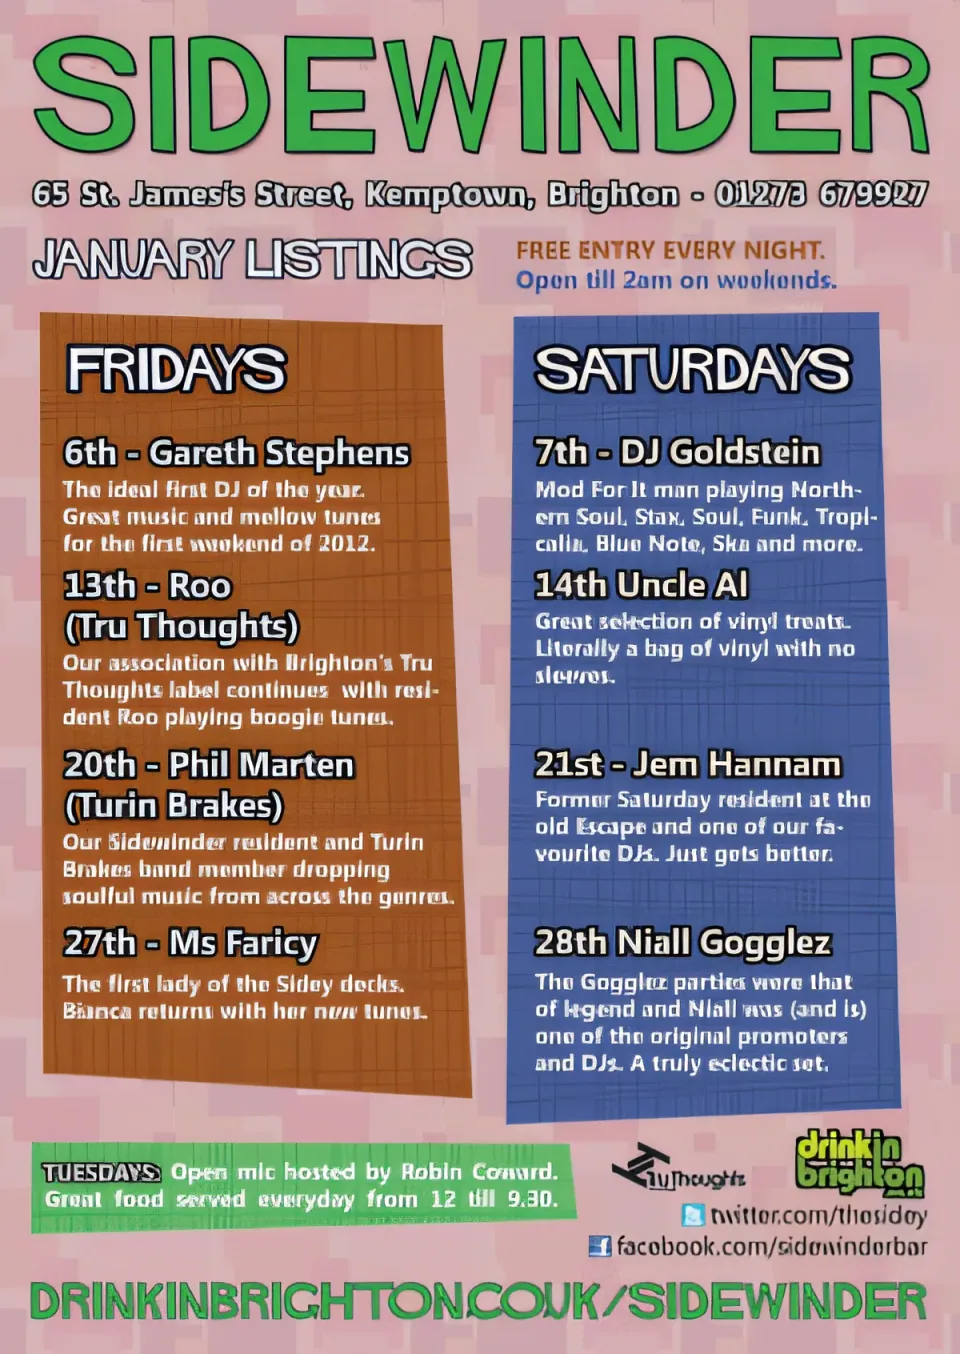 SIDEWINDER
65 St. James's Street, Kemptown, Brighton - 01273 679927
JANUARY LISTINGS
FREE ENTRY EVERY NIGHT.
Open till 2am on weekends.
FRIDAYS
6th - Gareth Stephens
The ideal first DJ of the year.
Great music and mellow tunes
for the first weekend of 2012.
13th - Roo
(Tru Thoughts)
Our association with Brighton's Tru
Thoughts label continues with resi-
dent Roo playing boogie tunes.
20th - Phil Marten
(Turin Brakes)
Our Sidewinder resident and Turin
Brakes band member dropping
soulful music from across the genres.
27th - Ms Faricy
The first lady of the Sidey decks.
Bianca returns with her new tunes.
SATURDAYS
7th - DJ Goldstein
Mod For It man playing North-
ern Soul, Stax, Soul, Funk, Tropi-
calia, Blue Note, Ska and more.
14th Uncle Al
Great selection of vinyl treats.
Literally a bag of vinyl with no
sleeves.
21st - Jem Hannam
Former Saturday resident at the
old Escape and one of our fa-
vourite DJs. Just gets better.
28th Niall Gogglez
The Gogglez parties were that
of legend and Niall was (and is)
one of the original promoters
and DJs. A truly eclectic set.
TUESDAYS: Open mic hosted by Robin Coward.
Great food served everyday from 12 till 9.30.
TruThoughts
drink in
brighton
twitter.com/thesidey
facebook.com/sidewinderbar
DRINKINBRIGHTON.CO.UK/SIDEWINDER